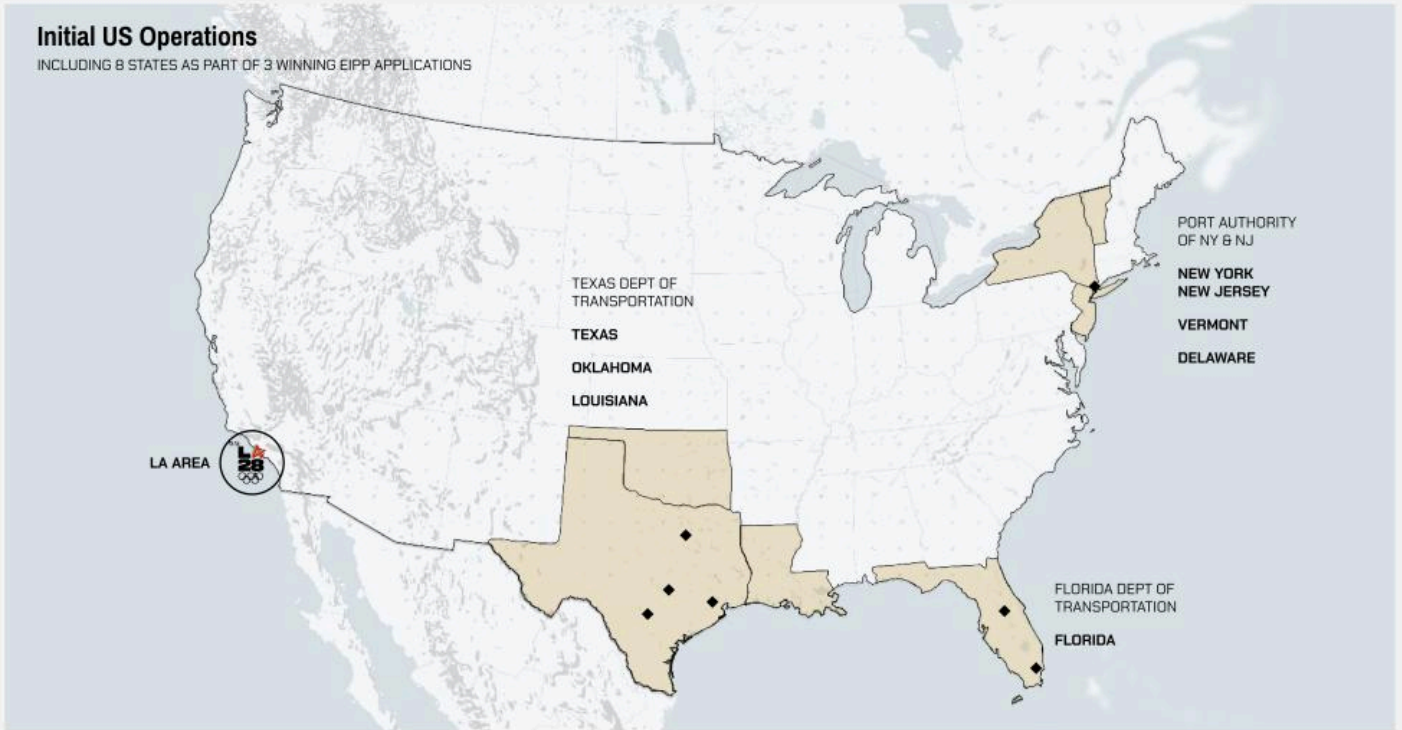 Initial US Operations
INCLUDING 8 STATES AS PART OF 3 WINNING EIPP APPLICATIONS
PORT AUTHORITY
OF NY & NJ
NEW YORK
NEW JERSEY
VERMONT
DELAWARE
TEXAS DEPT OF
TRANSPORTATION
TEXAS
OKLAHOMA
LOUISIANA
LA AREA
LA
28
FLORIDA DEPT OF
TRANSPORTATION
FLORIDA